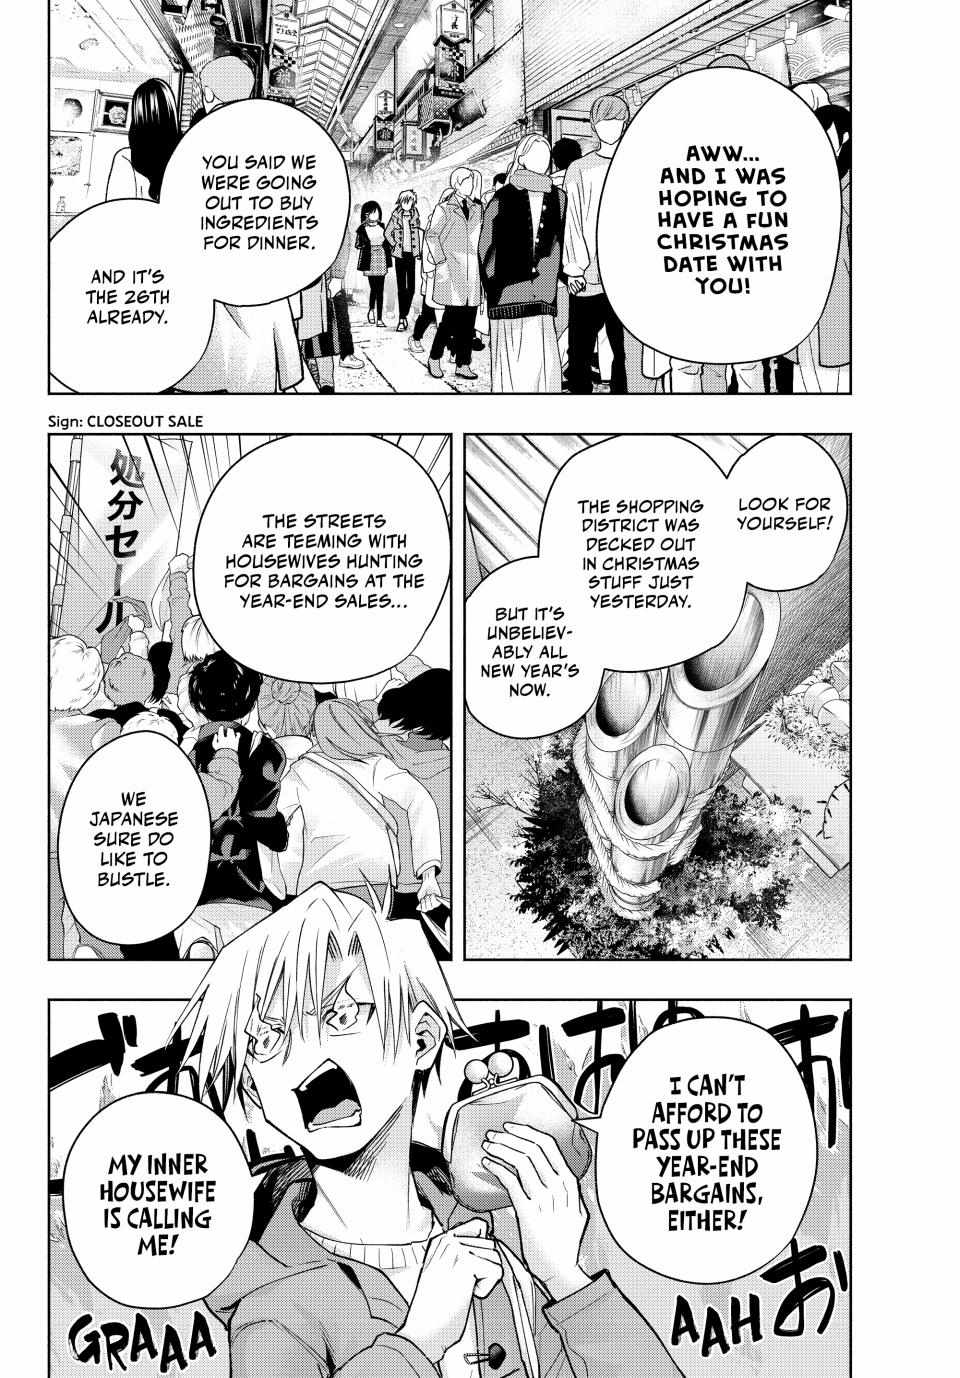 AWW...
AND I WAS
HOPING TO
HAVE A FUN
CHRISTMAS
DATE WITH
YOU!
YOU SAID WE
WERE GOING
OUT TO BUY
INGREDIENTS
FOR DINNER.
AND IT'S
THE 26TH
ALREADY.
Sign: CLOSEOUT SALE
LOOK FOR
YOURSELF!
THE SHOPPING
DISTRICT WAS
DECKED OUT
IN CHRISTMAS
STUFF JUST
YESTERDAY.
BUT IT'S
UNBELIEV-
ABLY ALL
NEW YEAR'S
NOW.
処分セール
THE STREETS
ARE TEEMING WITH
HOUSEWIVES HUNTING
FOR BARGAINS AT THE
YEAR-END SALES...
WE
JAPANESE
SURE DO
LIKE TO
BUSTLE.
I CAN'T
AFFORD TO
PASS UP THESE
YEAR-END
BARGAINS,
EITHER!
MY INNER
HOUSEWIFE
IS CALLING
ME!
AAH
GRAAAA